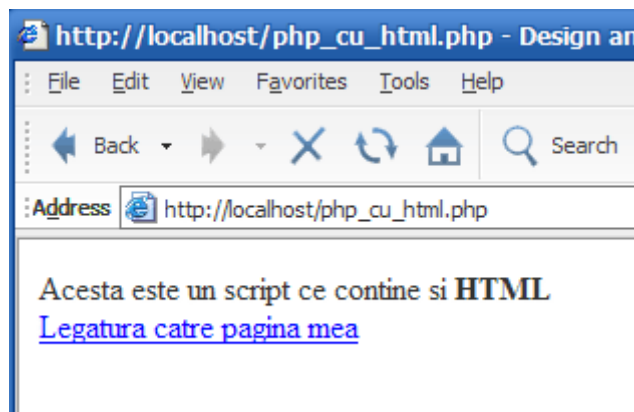 http://localhost/php_cu_html.php - Design an
File Edit View Favorites Tools Help
Back Search
Address http://localhost/php_cu_html.php
Acesta este un script ce contine si HTML
Legatura catre pagina mea